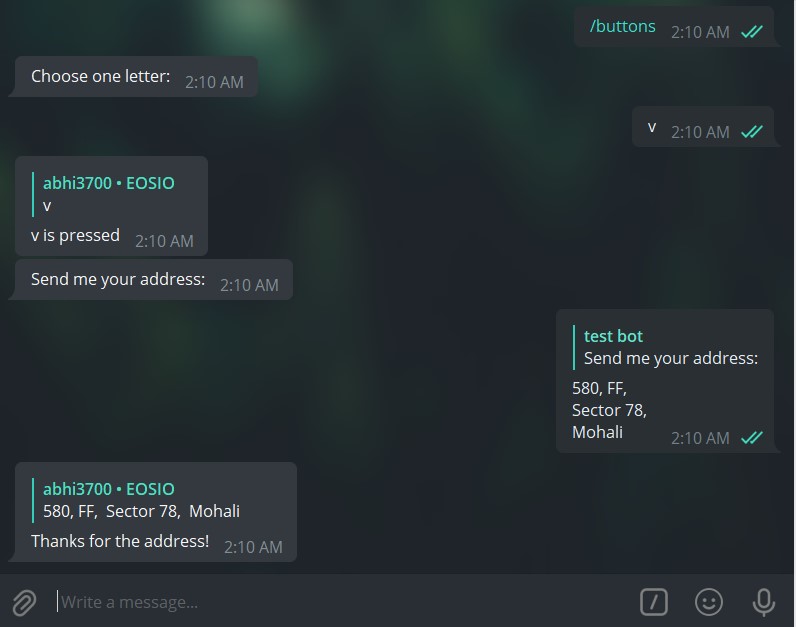 /buttons 2:10 AM
Choose one letter: 2:10 AM
v 2:10 AM
abhi3700 • EOSIO
v
v is pressed 2:10 AM
Send me your address: 2:10 AM
test bot
Send me your address:
580, FF,
Sector 78,
Mohali 2:10 AM
abhi3700 • EOSIO
580, FF, Sector 78, Mohali
Thanks for the address! 2:10 AM
Write a message...